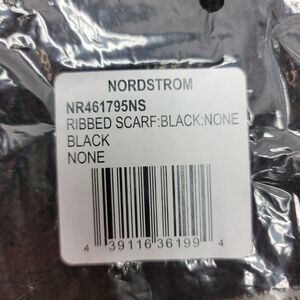 NORDSTROM
NR461795NS
RIBBED SCARF:BLACK:NONE
BLACK
NONE
4 39116 36199 4